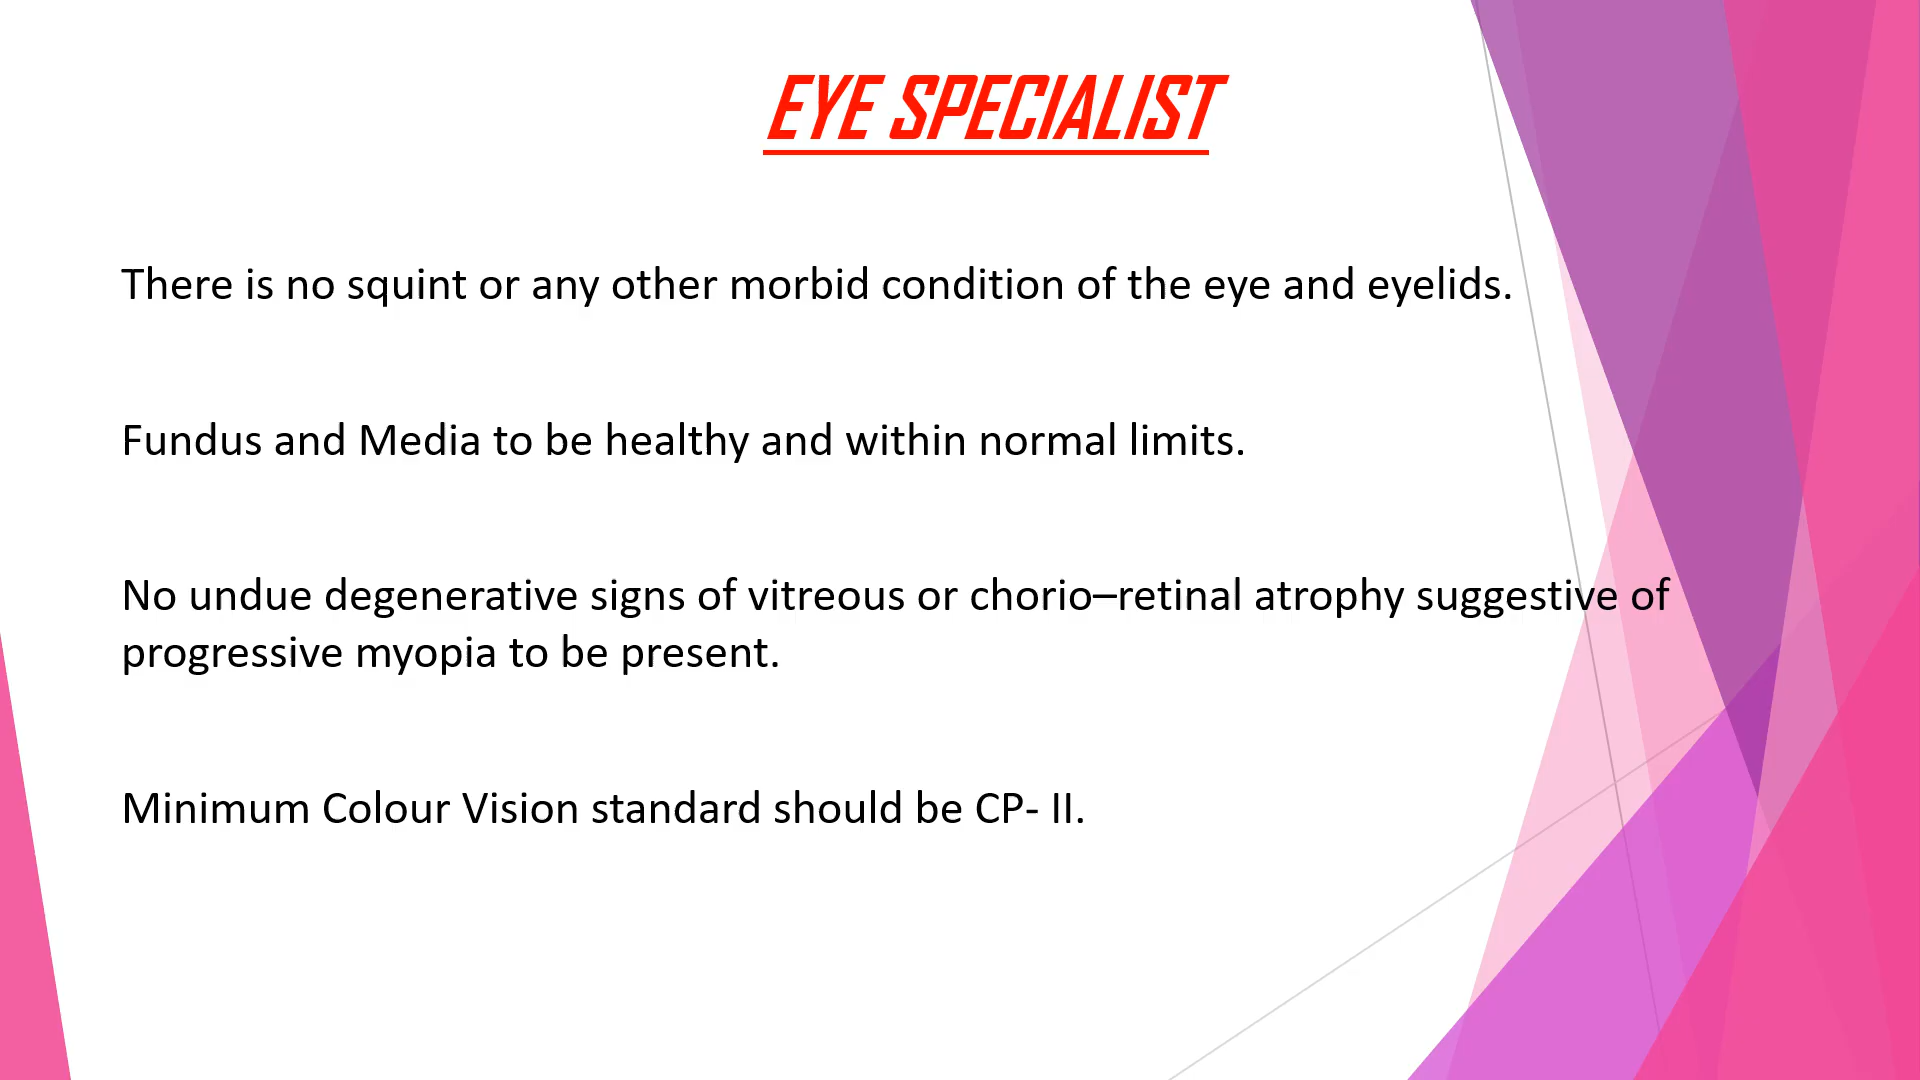 EYE SPECIALIST
There is no squint or any other morbid condition of the eye and eyelids.
Fundus and Media to be healthy and within normal limits.
No undue degenerative signs of vitreous or chorio–retinal atrophy suggestive of
progressive myopia to be present.
Minimum Colour Vision standard should be CP- II.